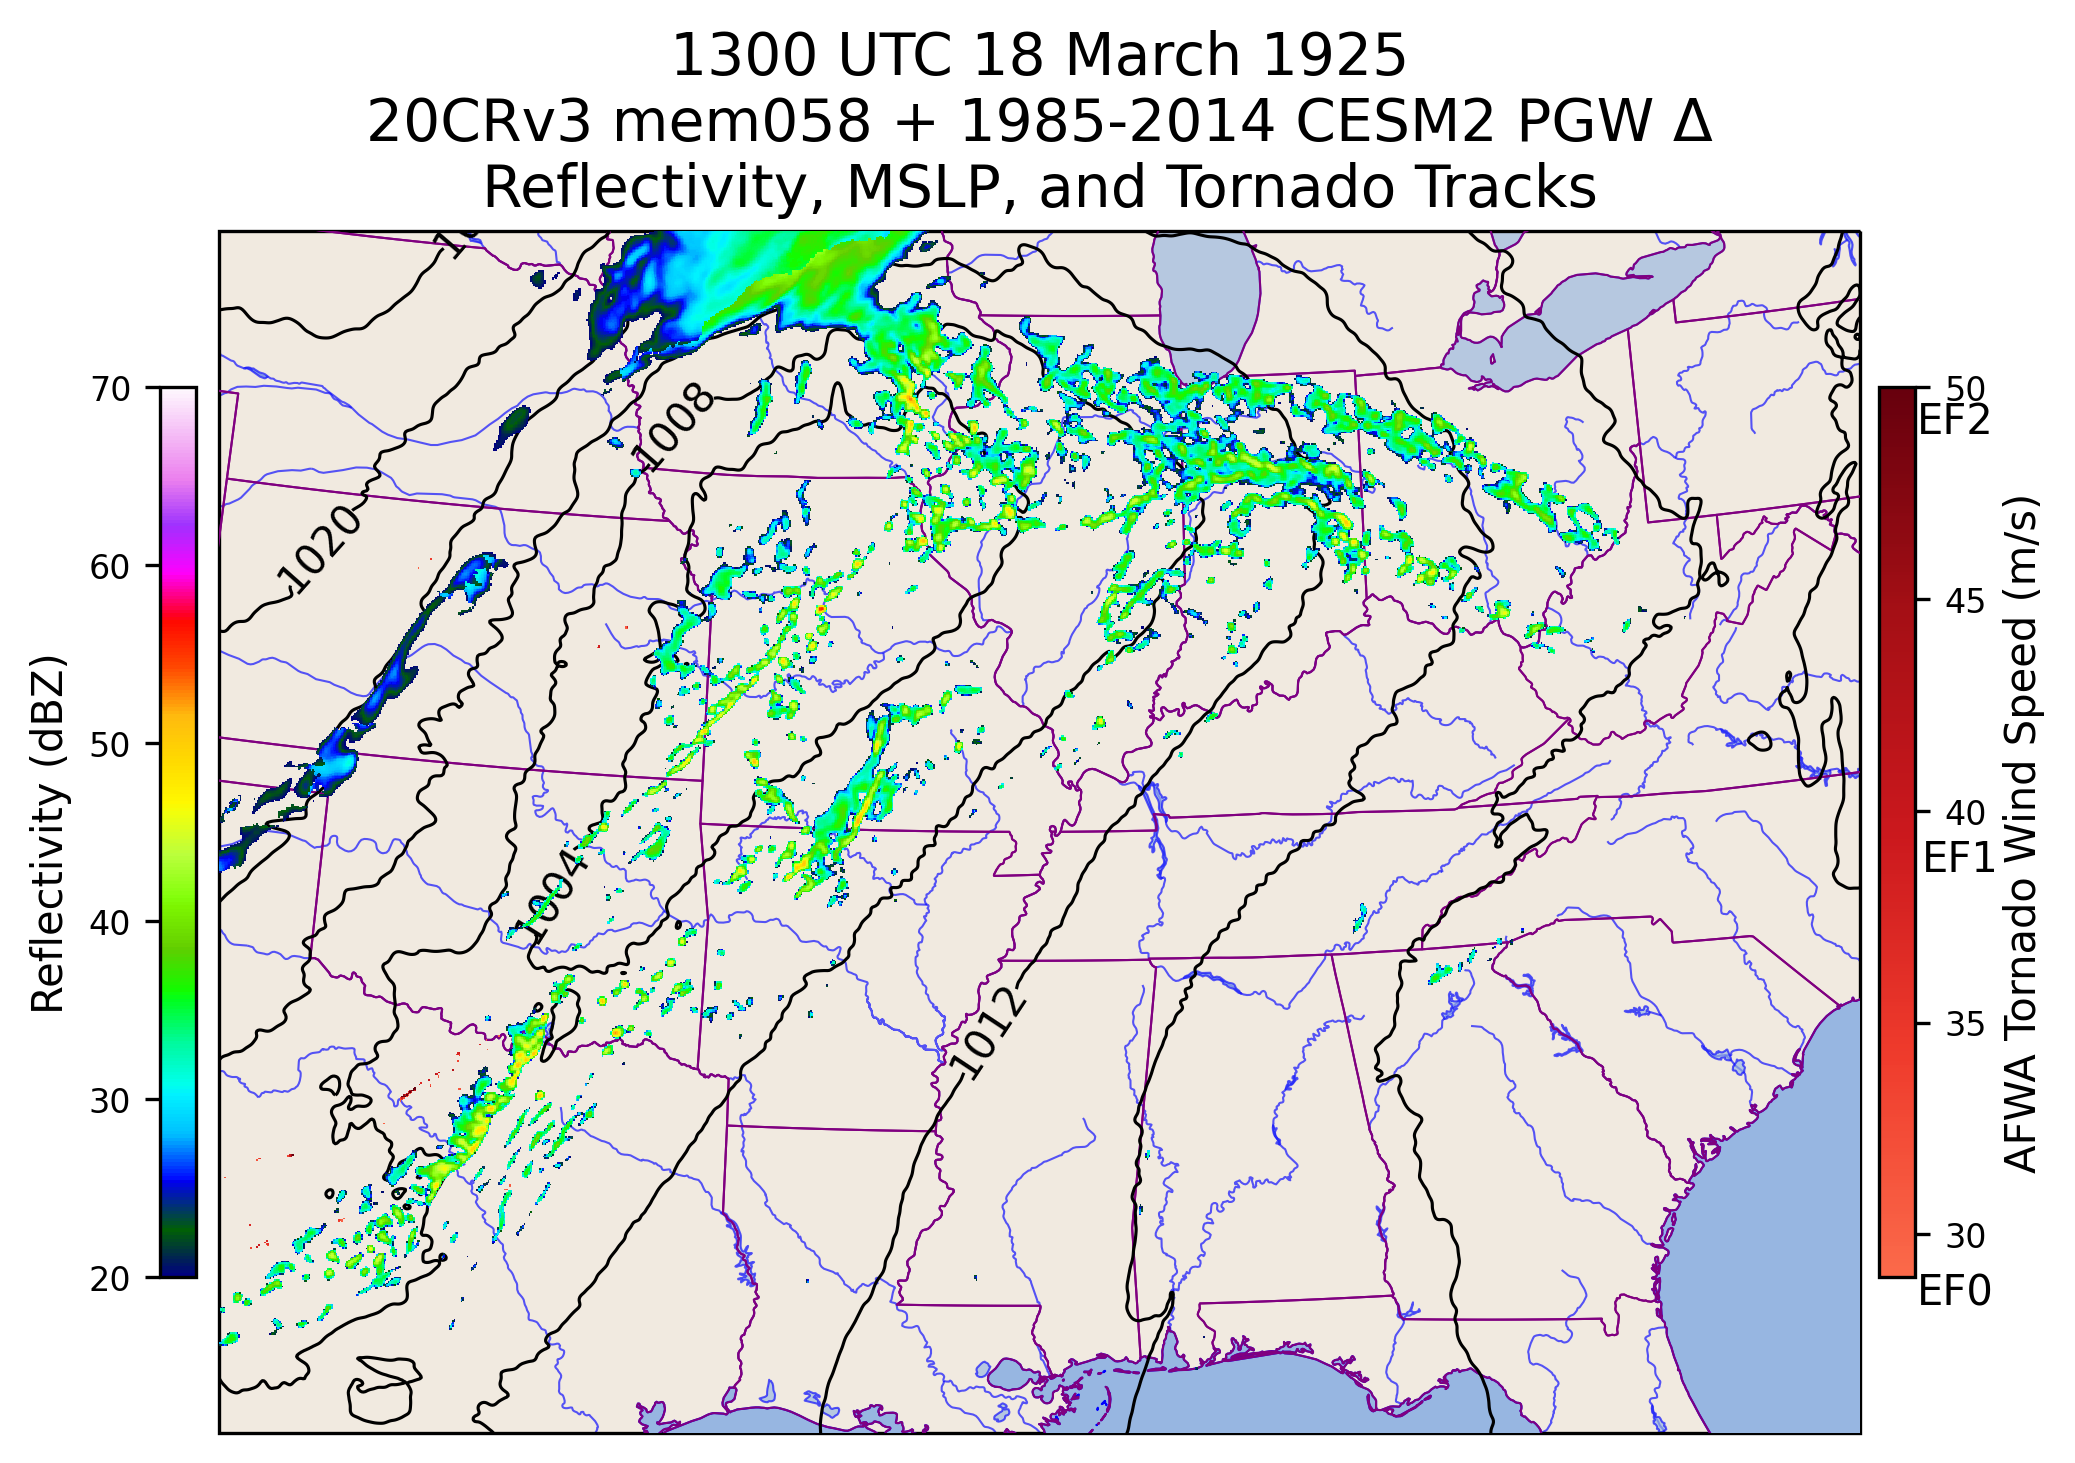 1300 UTC 18 March 1925
20CRv3 mem058 + 1985-2014 CESM2 PGW Δ
Reflectivity, MSLP, and Tornado Tracks
70
60
50
40
30
20
Reflectivity (dBZ)
1008
1020
1004
1012
50
EF2
45
40
EF1
35
30
EF0
AFWA Tornado Wind Speed (m/s)